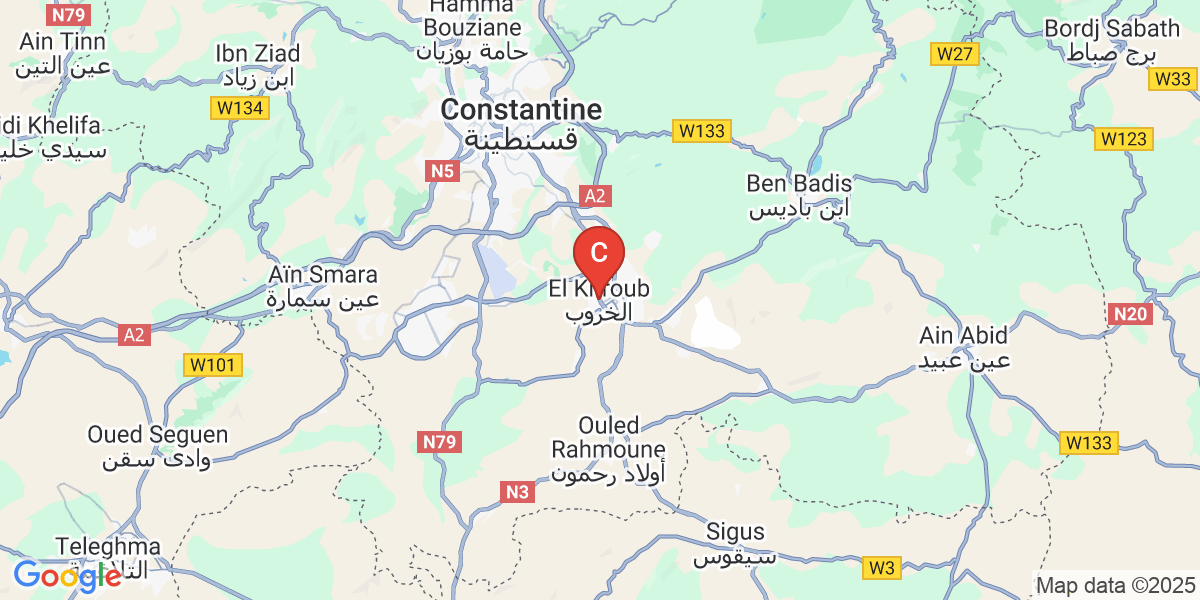 N79
Hamma
Bouziane
حامة بوزيان
Ain Tinn
عين التين
Ibn Ziad
ابن زياد
Bordj Sabath
برج صباط
W27
W33
W134
Constantine
قسنطينة
idi Khelifa
سيدي خلي
W133
W123
N5
A2
Ben Badis
ابن باديس
C
Aïn Smara
عين سمارة
El Khroub
الخروب
A2
N20
Ain Abid
عين عبيد
W101
Oued Seguen
وادى سقن
Ouled
Rahmoune
أولاد رحمون
N79
W133
N3
Sigus
سيقوس
Teleghma
W3
Google
Map data ©2025